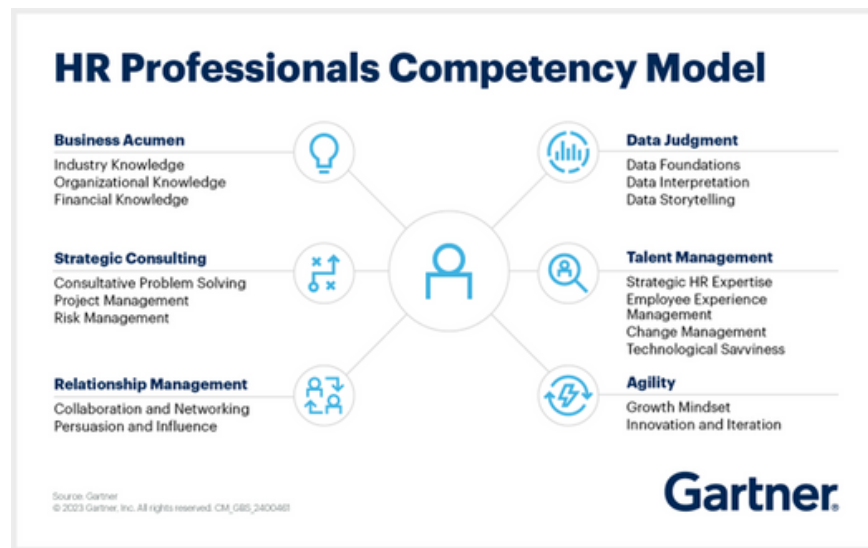 HR Professionals Competency Model
Business Acumen
Industry Knowledge
Organizational Knowledge
Financial Knowledge
Strategic Consulting
Consultative Problem Solving
Project Management
Risk Management
Relationship Management
Collaboration and Networking
Persuasion and Influence
Data Judgment
Data Foundations
Data Interpretation
Data Storytelling
Talent Management
Strategic HR Expertise
Employee Experience
Management
Change Management
Technological Savviness
Agility
Growth Mindset
Innovation and Iteration
Source: Gartner
© 2023 Gartner, Inc. All rights reserved. CM_GBS_2400461
Gartner.